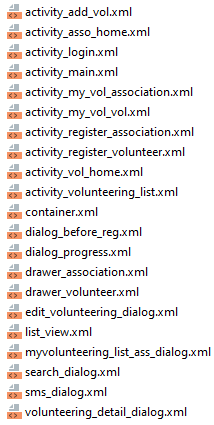 activity_add_vol.xml
activity_asso_home.xml
activity_login.xml
activity_main.xml
activity_my_vol_association.xml
activity_my_vol_vol.xml
activity_register_association.xml
activity_register_volunteer.xml
activity_vol_home.xml
activity_volunteering_list.xml
container.xml
dialog_before_reg.xml
dialog_progress.xml
drawer_association.xml
drawer_volunteer.xml
edit_volunteering_dialog.xml
list_view.xml
myvolunteering_list_ass_dialog.xml
search_dialog.xml
sms_dialog.xml
volunteering_detail_dialog.xml